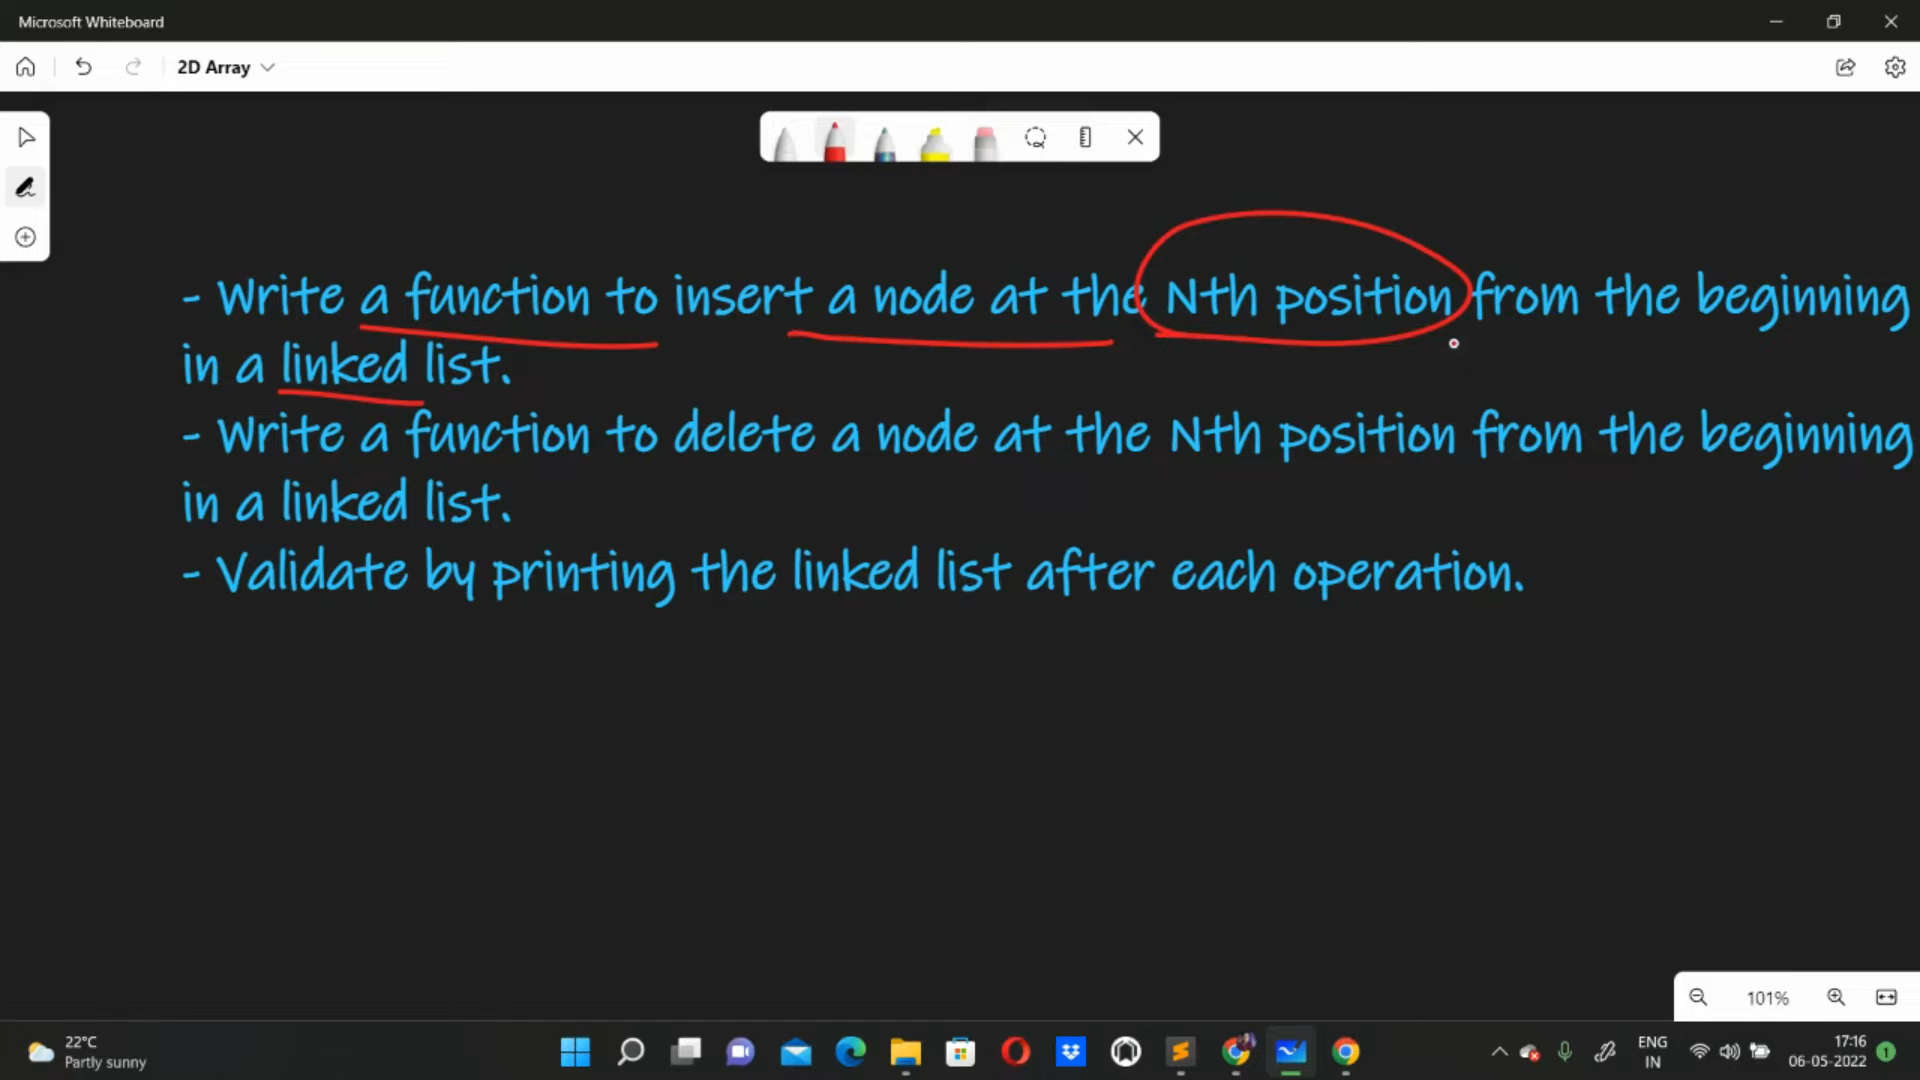 Microsoft Whiteboard
2D Array
- Write a function to insert a node at the Nth position from the beginning
in a linked list.
- Write a function to delete a node at the Nth position from the beginning
in a linked list.
- Validate by printing the linked list after each operation.
101%
22°C
Partly sunny
ENG
IN
17:16
06-05-2022
1